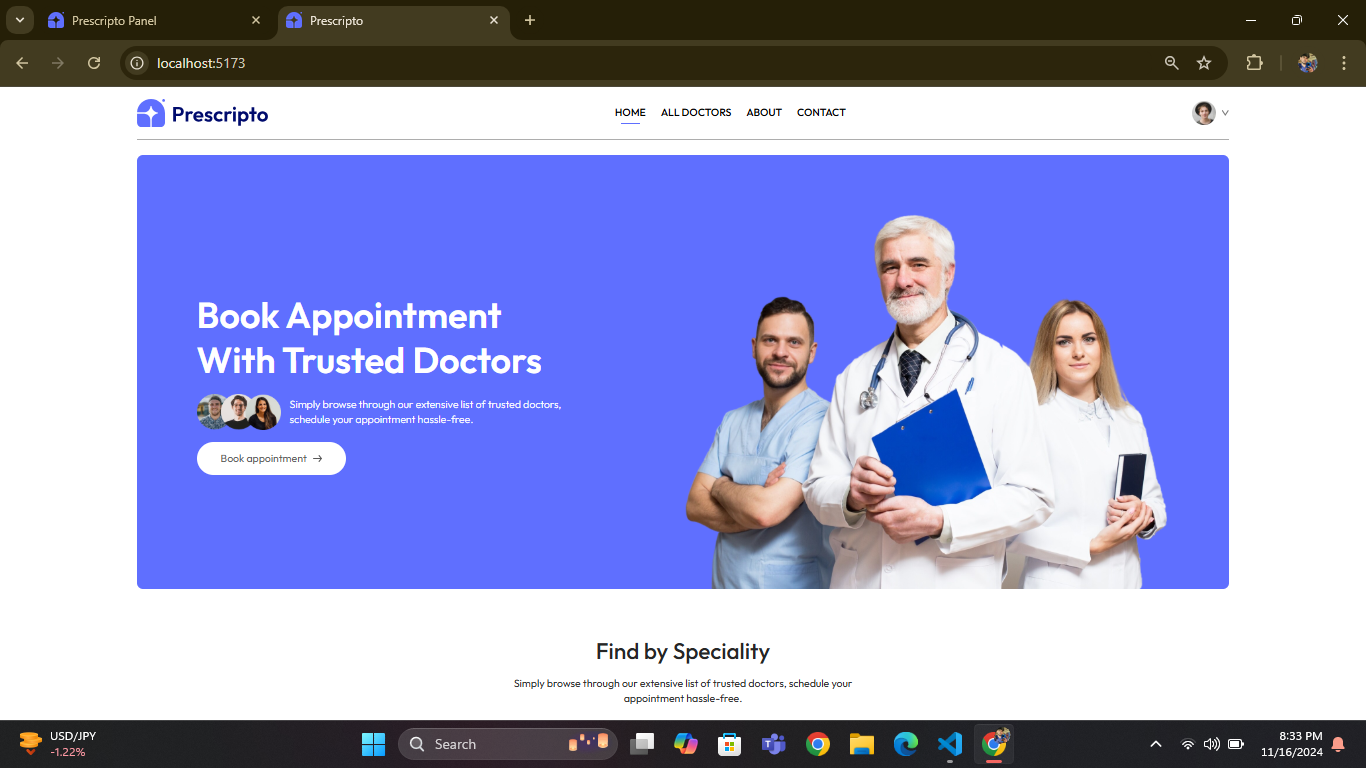 Prescripto Panel
Prescripto
localhost:5173
Prescripto
HOME
ALL DOCTORS
ABOUT
CONTACT
Book Appointment
With Trusted Doctors
Simply browse through our extensive list of trusted doctors,
schedule your appointment hassle-free.
Book appointment →
Find by Speciality
Simply browse through our extensive list of trusted doctors, schedule your
appointment hassle-free.
USD/JPY
-1.22%
Search
8:33 PM
11/16/2024